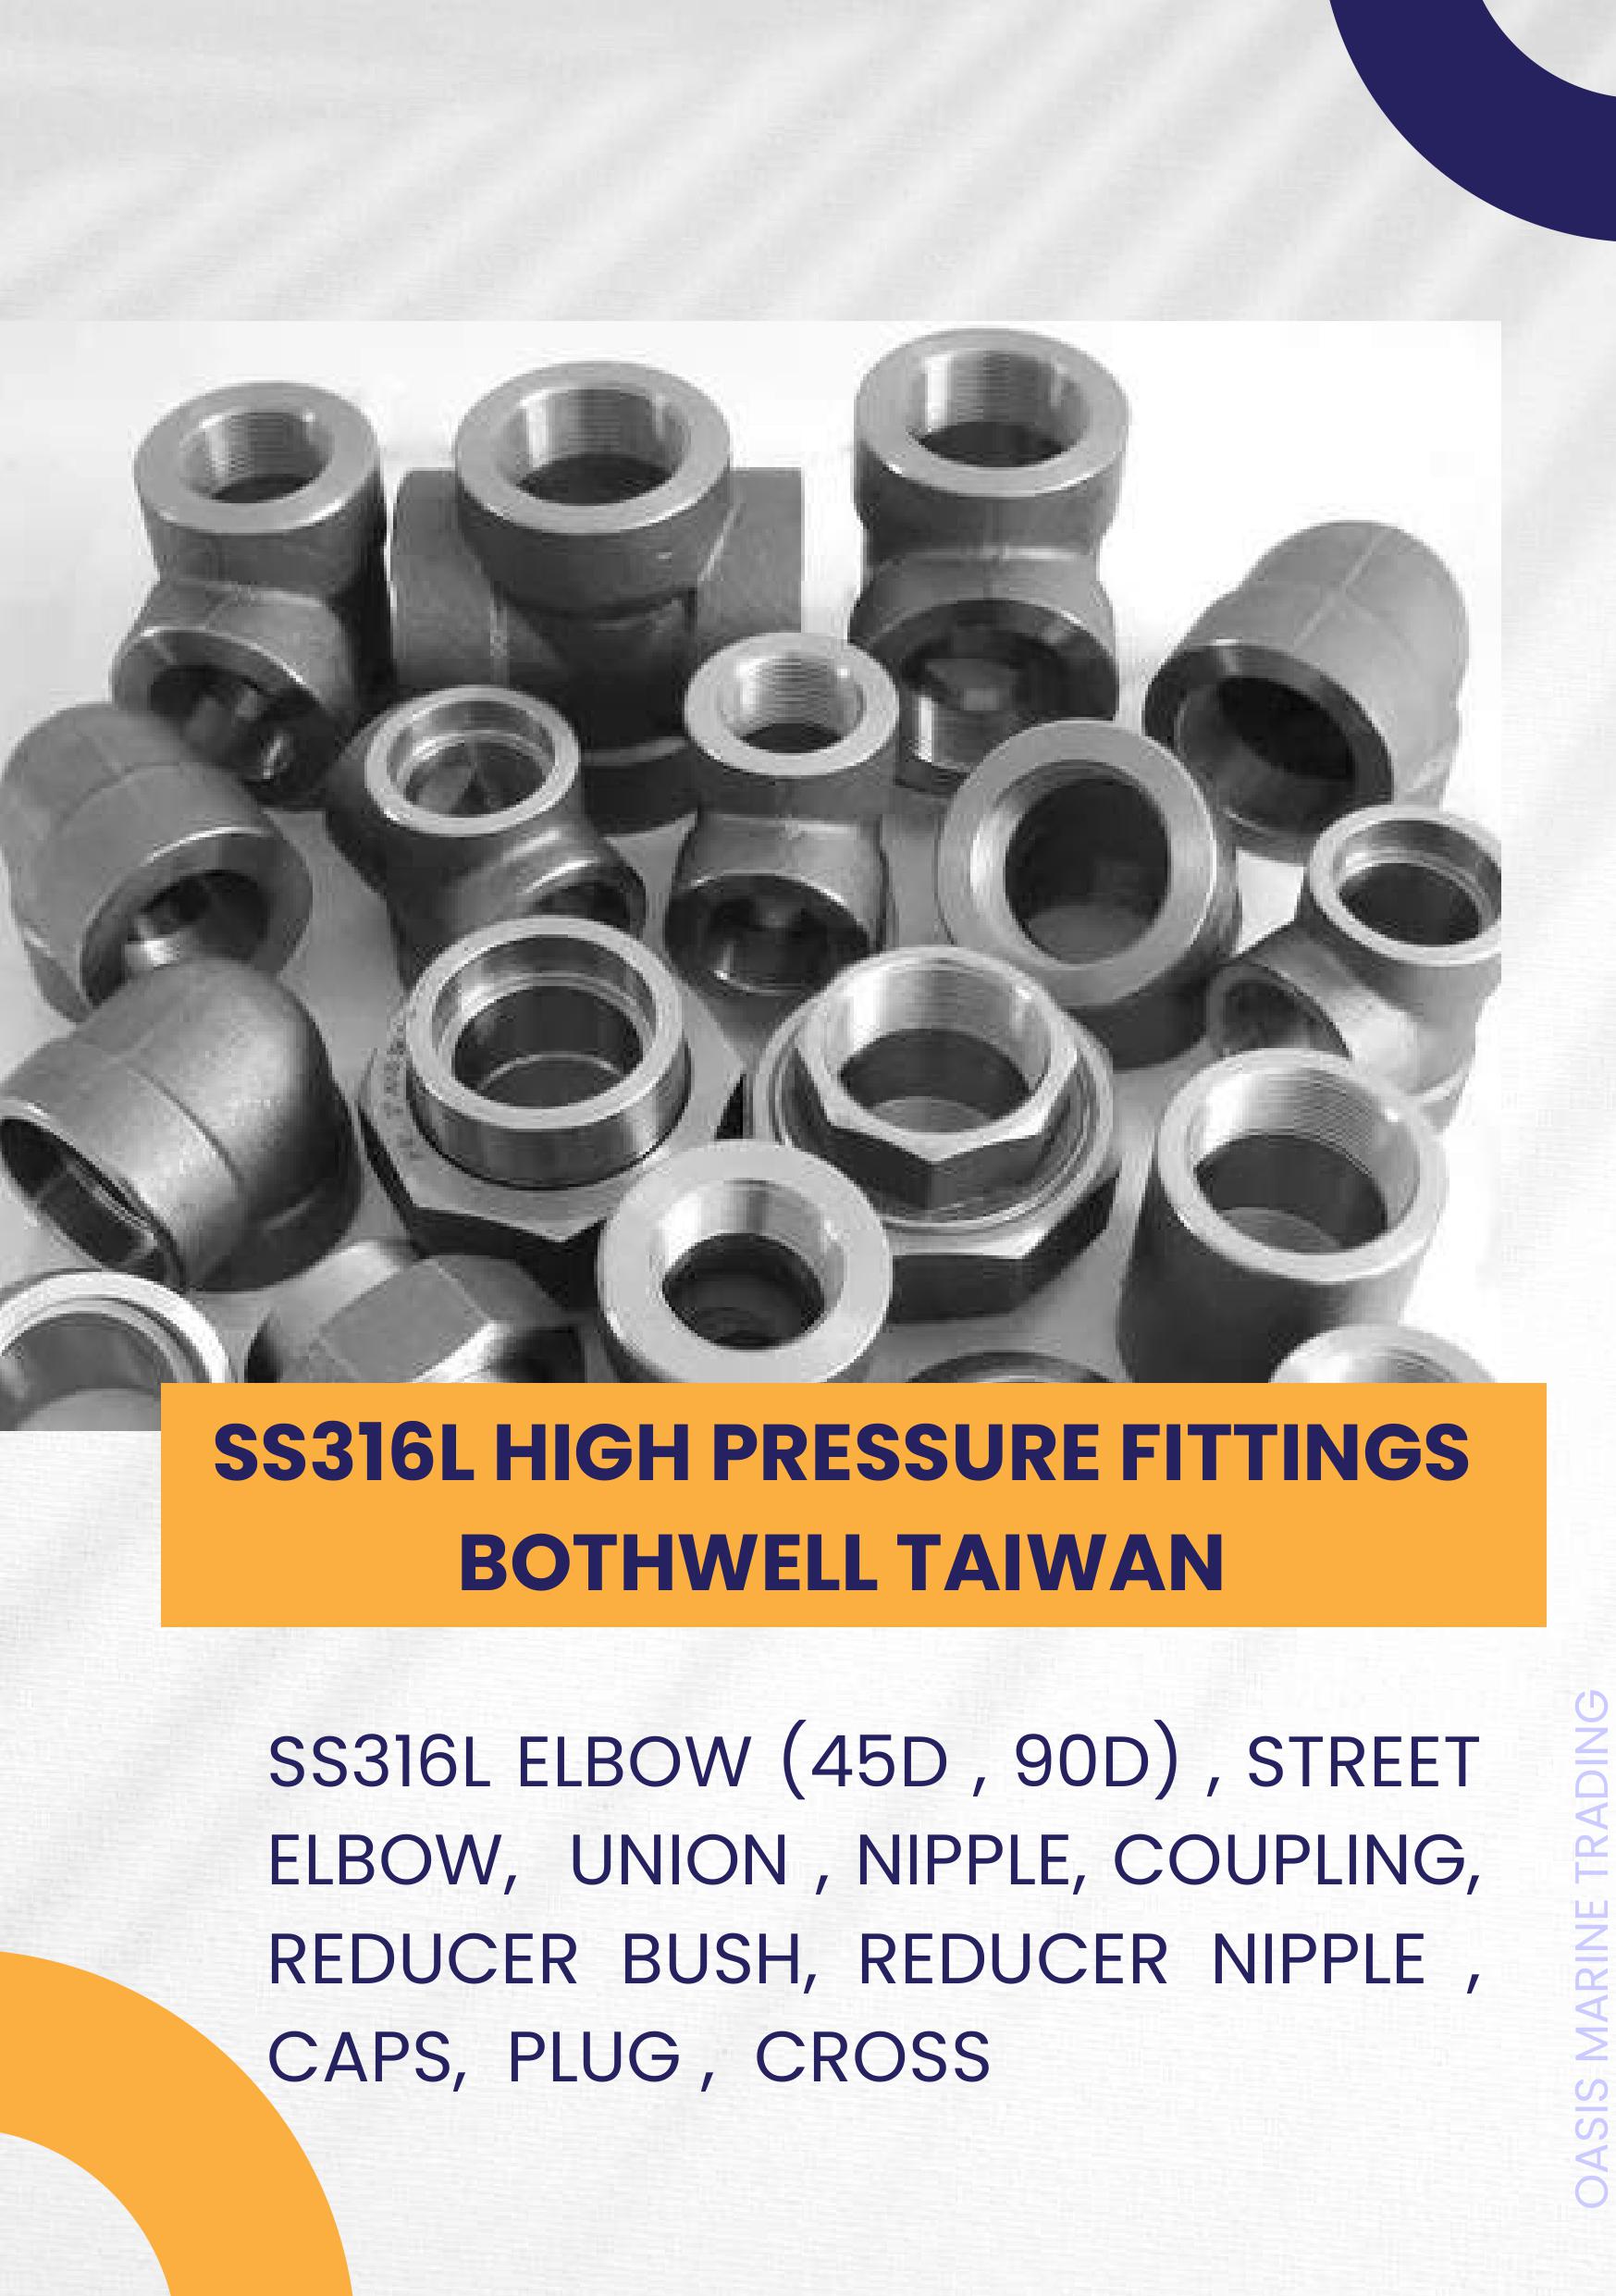 SS316L HIGH PRESSURE FITTINGS
BOTHWELL TAIWAN
SS316L ELBOW (45D , 90D) , STREET
ELBOW, UNION , NIPPLE, COUPLING,
REDUCER BUSH, REDUCER NIPPLE ,
CAPS, PLUG , CROSS
OASIS MARINE TRADING